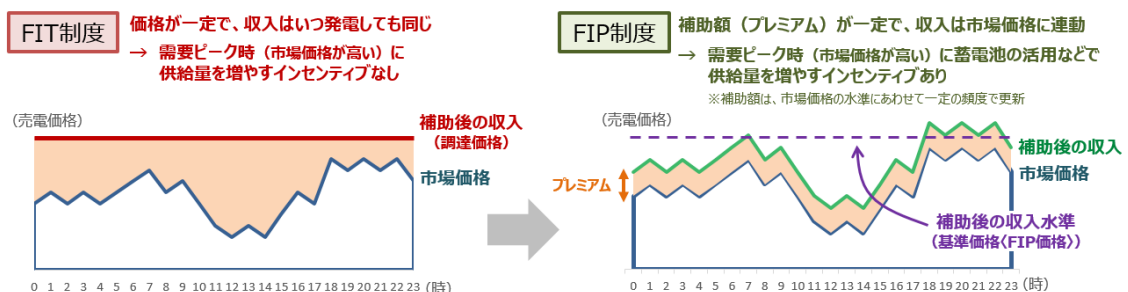 FIT制度
価格が一定で、収入はいつ発電しても同じ
→ 需要ピーク時（市場価格が高い）に
供給量を増やすインセンティブなし
（売電価格）
補助後の収入
（調達価格）
市場価格
0 1 2 3 4 5 6 7 8 9 10 11 12 13 14 15 16 17 18 19 20 21 22 23 （時）
FIP制度
補助額（プレミアム）が一定で、収入は市場価格に連動
→ 需要ピーク時（市場価格が高い）に蓄電池の活用などで
供給量を増やすインセンティブあり
※補助額は、市場価格の水準にあわせて一定の頻度で更新
（売電価格）
補助後の収入
市場価格
プレミアム
補助後の収入水準
（基準価格〈FIP価格〉）
0 1 2 3 4 5 6 7 8 9 10 11 12 13 14 15 16 17 18 19 20 21 22 23 （時）